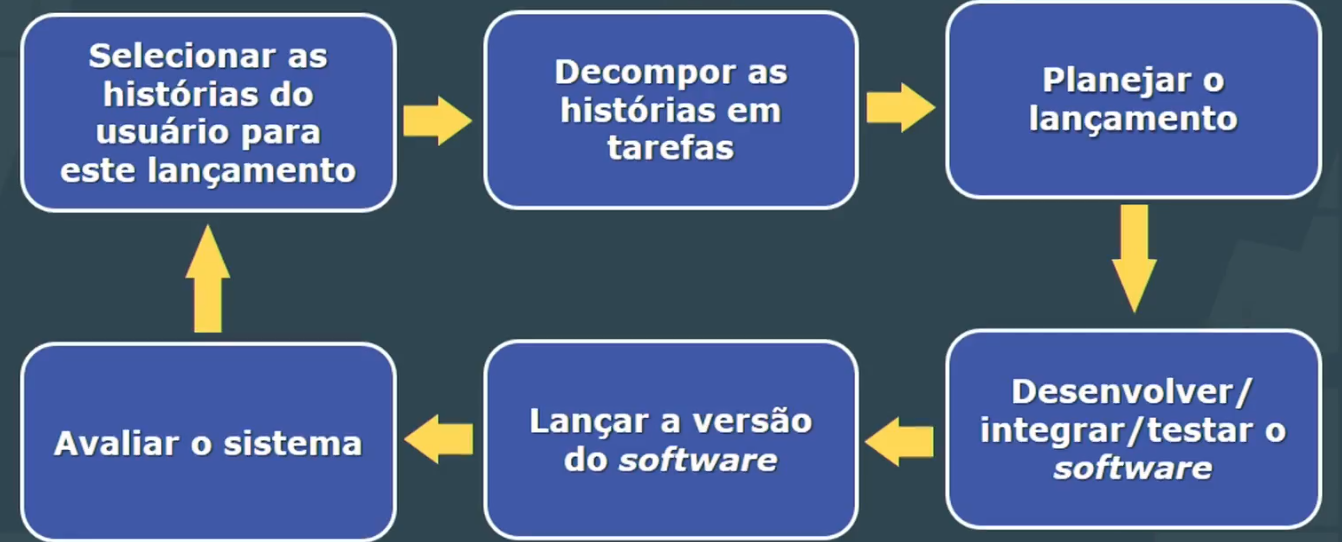 Selecionar as
histórias do
usuário para
este lançamento
Decompor as
histórias em
tarefas
Planejar o
lançamento
Desenvolver/
integrar/testar o
software
Lançar a versão
do software
Avaliar o sistema